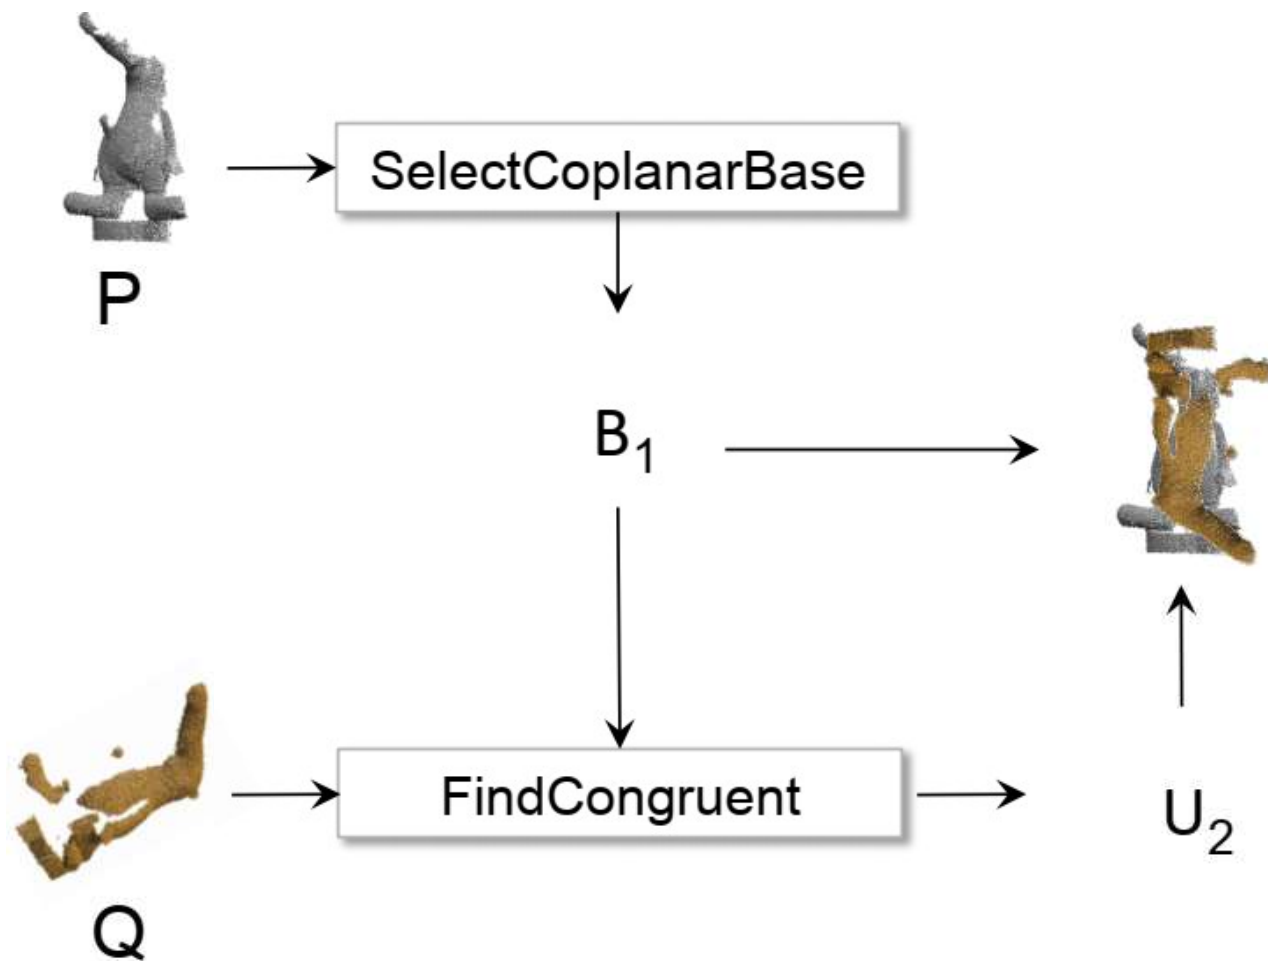 SelectCoplanarBase
P
B₁
FindCongruent
U₂
Q